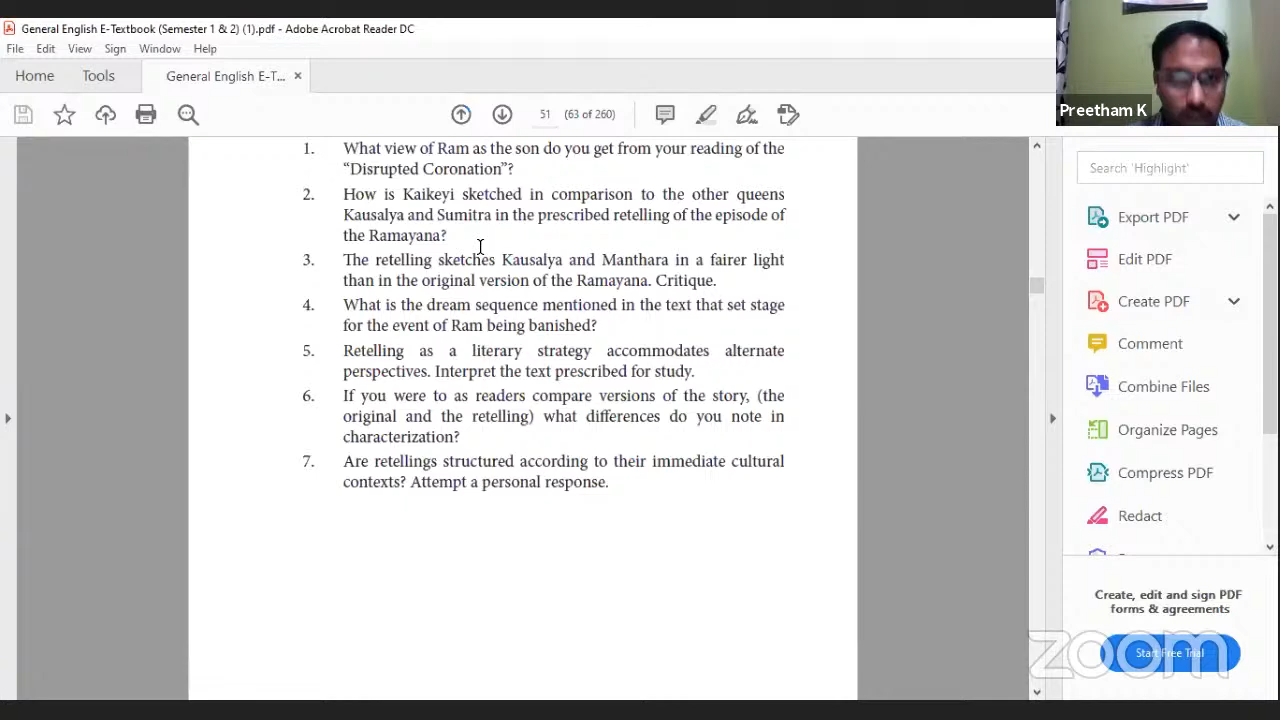 General English E-Textbook (Semester 1 & 2) (1).pdf - Adobe Acrobat Reader DC
File Edit View Sign Window Help
Home Tools General English E-T... ×
51 (63 of 260)
Preetham K
Search 'Highlight'
1. What view of Ram as the son do you get from your reading of the
“Disrupted Coronation”?
2. How is Kaikeyi sketched in comparison to the other queens
Kausalya and Sumitra in the prescribed retelling of the episode of
the Ramayana?
3. The retelling sketches Kausalya and Manthara in a fairer light
than in the original version of the Ramayana. Critique.
4. What is the dream sequence mentioned in the text that set stage
for the event of Ram being banished?
5. Retelling as a literary strategy accommodates alternate
perspectives. Interpret the text prescribed for study.
6. If you were to as readers compare versions of the story, (the
original and the retelling) what differences do you note in
characterization?
7. Are retellings structured according to their immediate cultural
contexts? Attempt a personal response.
Export PDF
Edit PDF
Create PDF
Comment
Combine Files
Organize Pages
Compress PDF
Redact
Create, edit and sign PDF
forms & agreements
Start Free Trial
zoom